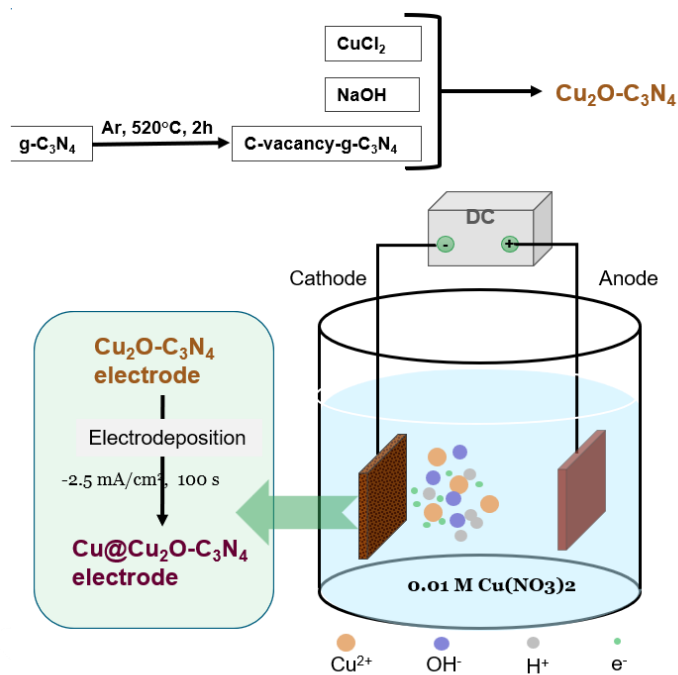 CuCl₂
NaOH
Cu₂O-C₃N₄
Ar, 520°C, 2h
g-C₃N₄
C-vacancy-g-C₃N₄
DC
-
+
Cathode
Anode
Cu₂O-C₃N₄
electrode
Electrodeposition
-2.5 mA/cm², 100 s
Cu@Cu₂O-C₃N₄
electrode
0.01 M Cu(NO3)2
Cu²⁺
OH⁻
H⁺
e⁻